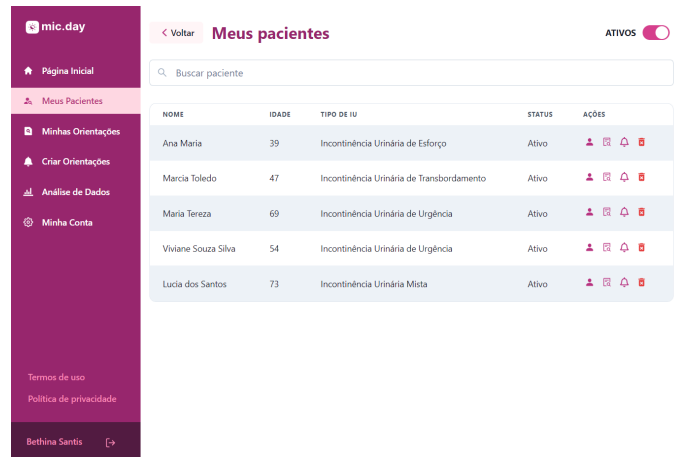 mic.day
Página Inicial
Meus Pacientes
Minhas Orientações
Criar Orientações
Análise de Dados
Minha Conta
Termos de uso
Política de privacidade
Bethina Santis
Voltar
Meus pacientes
ATIVOS
Buscar paciente
NOME IDADE TIPO DE IU STATUS AÇÕES
Ana Maria 39 Incontinência Urinária de Esforço Ativo
Marcia Toledo 47 Incontinência Urinária de Transbordamento Ativo
Maria Tereza 69 Incontinência Urinária de Urgência Ativo
Viviane Souza Silva 54 Incontinência Urinária de Urgência Ativo
Lucia dos Santos 73 Incontinência Urinária Mista Ativo